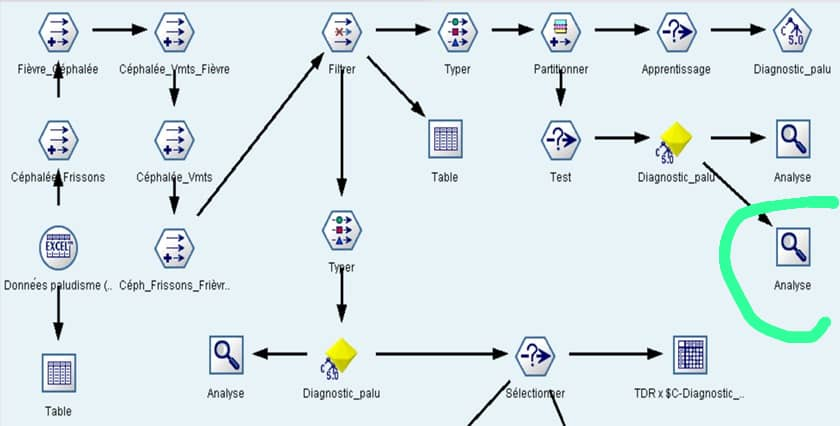 C 5.0
Fièvre_Céphalée
Céphalée_Vmts_Fièvre
Filtrer
Typer
Partitionner
Apprentissage
Diagnostic_palu
C 5.0
Céphalée_Frissons
Céphalée_Vmts
Table
Test
Diagnostic_palu
Analyse
EXCEL
Données paludisme (..
Céph_Frissons_Frièvr..
Typer
Analyse
C 5.0
Table
Analyse
Diagnostic_palu
Sélectionner
TDR x $C-Diagnostic_..